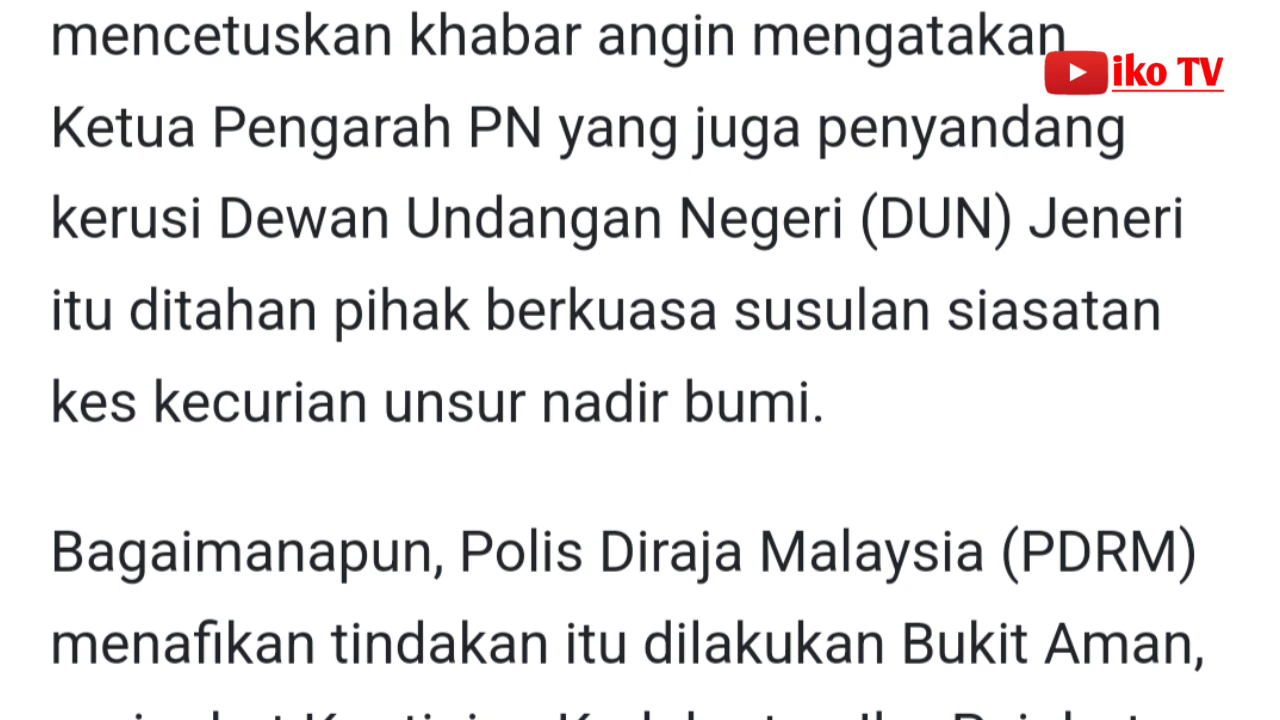 mencetuskan khabar angin mengatakan
iko TV
Ketua Pengarah PN yang juga penyandang
kerusi Dewan Undangan Negeri (DUN) Jeneri
itu ditahan pihak berkuasa susulan siasatan
kes kecurian unsur nadir bumi.
Bagaimanapun, Polis Diraja Malaysia (PDRM)
menafikan tindakan itu dilakukan Bukit Aman,